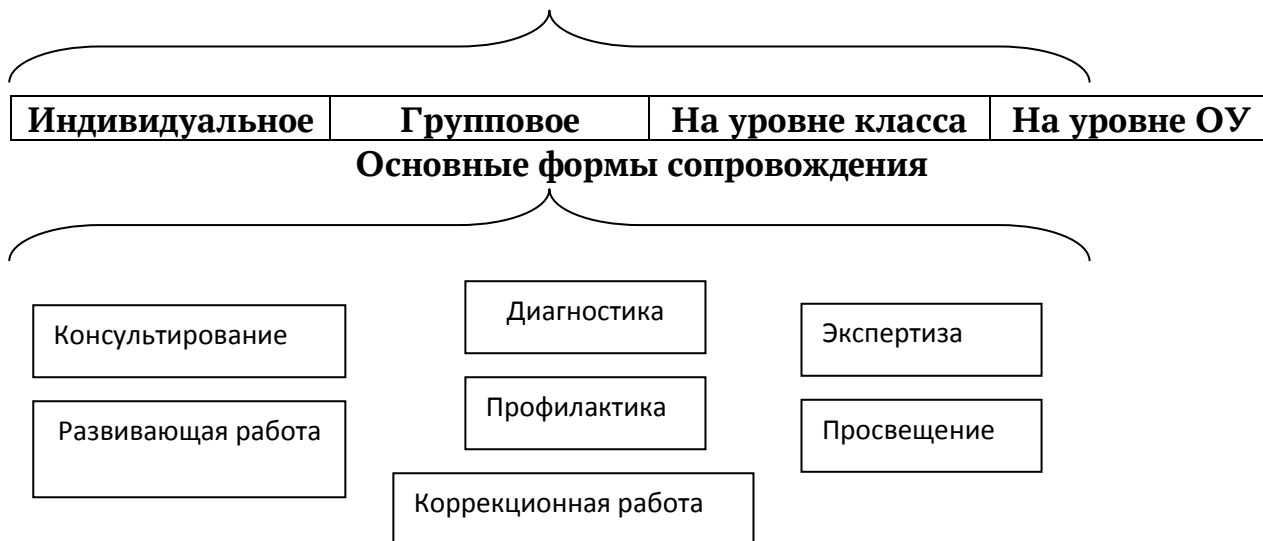 Индивидуальное Групповое На уровне класса На уровне ОУ
Основные формы сопровождения
Консультирование
Диагностика
Экспертиза
Развивающая работа
Профилактика
Просвещение
Коррекционная работа